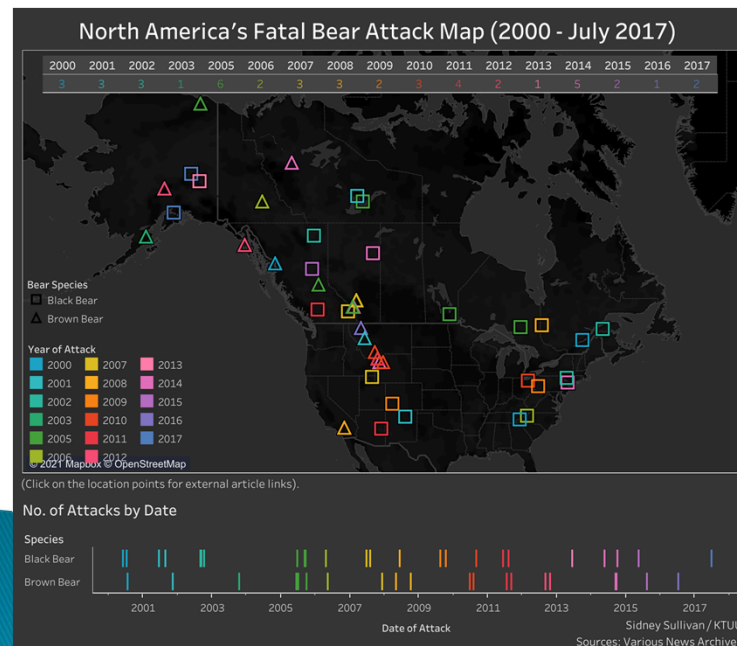 North America's Fatal Bear Attack Map (2000 - July 2017)
2000 2001 2002 2003 2005 2006 2007 2008 2009 2010 2011 2012 2013 2014 2015 2016 2017
3 3 3 1 6 2 3 3 2 3 4 2 1 5 2 1 2
Bear Species
Black Bear
Brown Bear
Year of Attack
2000 2007 2013
2001 2008 2014
2002 2009 2015
2003 2010 2016
2005 2011 2017
2006 2012
© 2021 Mapbox © OpenStreetMap
(Click on the location points for external article links).
No. of Attacks by Date
Species
Black Bear
Brown Bear
2001 2003 2005 2007 2009 2011 2013 2015 2017
Date of Attack
Sidney Sullivan / KTUU
Sources: Various News Archive